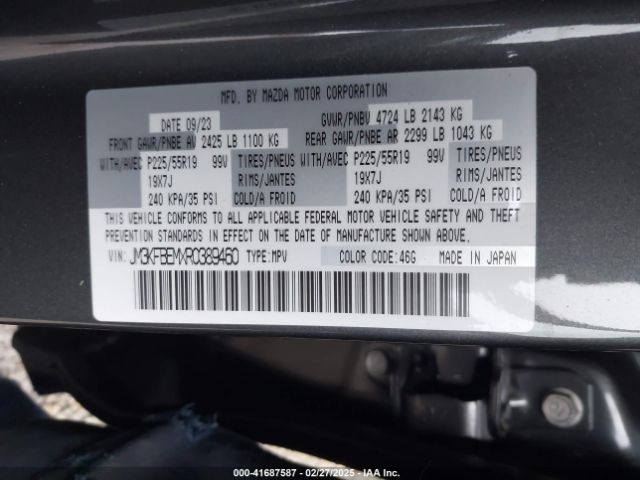 MFD. BY MAZDA MOTOR CORPORATION
DATE 09/23 GVWR/PNBV 4724 LB 2143 KG
FRONT GAWR/PNBE AV 2425 LB 1100 KG REAR GAWR/PNBE AR 2299 LB 1043 KG
WITH/AVEC P225/55R19 99V TIRES/PNEUS WITH/AVEC P225/55R19 99V TIRES/PNEUS
19X7J RIMS/JANTES 19X7J RIMS/JANTES
240 KPA/35 PSI COLD/A FROID 240 KPA/35 PSI COLD/A FROID
THIS VEHICLE CONFORMS TO ALL APPLICABLE FEDERAL MOTOR VEHICLE SAFETY AND THEFT
PREVENTION STANDARDS IN EFFECT ON THE DATE OF MANUFACTURE SHOWN ABOVE.
VIN: JM3KFBEMXR0389460 TYPE:MPV COLOR CODE:46G MADE IN JAPAN
000-41687587 - 02/27/2025 - IAA Inc.